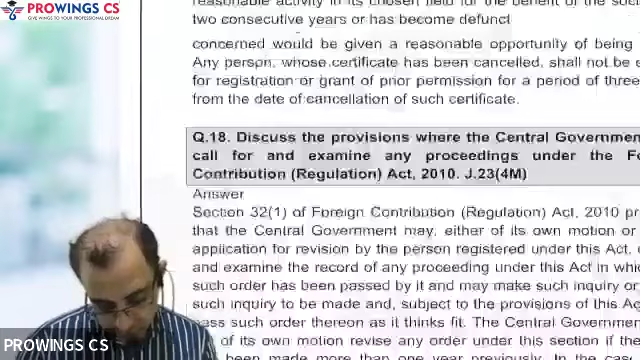 PROWINGS CS
GIVE WINGS TO YOUR PROFESSIONAL DREAM
reasonable activity in its chosen field for the benefit of the
two consecutive years or has become defunct
concerned would be given a reasonable opportunity of being
Any person, whose certificate has been cancelled, shall not be
for registration or grant of prior permission for a period of three
from the date of cancellation of such certificate.
Q.18. Discuss the provisions where the Central
call for and examine any proceedings under the
Contribution (Regulation) Act, 2010. J.23(4M)
Answer
Section 32(1) of Foreign Contribution (Regulation) Act, 2010
that the Central Government may, either of its own motion or
application for revision by the person registered under this Act,
and examine the record of any proceeding under this Act in
such order has been passed by it and may make such inquiry or
such inquiry to be made and, subject to the provisions of this
such order thereon as it thinks fit. The Central
of its own motion revise any order under this section if the
been made more than one year previously. In the
PROWINGS CS